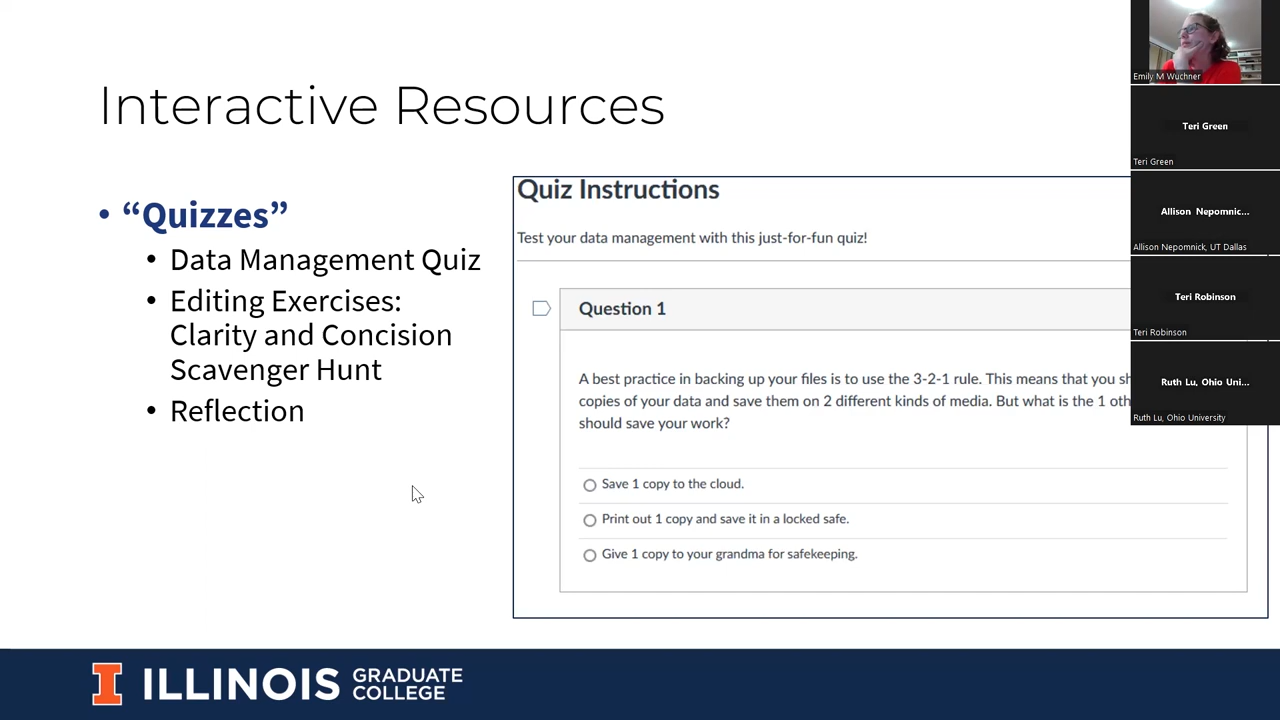 Interactive Resources
• “Quizzes”
• Data Management Quiz
• Editing Exercises:
Clarity and Concision
Scavenger Hunt
• Reflection
Quiz Instructions
Test your data management with this just-for-fun quiz!
Question 1
A best practice in backing up your files is to use the 3-2-1 rule. This means that you
copies of your data and save them on 2 different kinds of media. But what is the 1
should save your work?
Save 1 copy to the cloud.
Print out 1 copy and save it in a locked safe.
Give 1 copy to your grandma for safekeeping.
Emily M Wuchner
Teri Green
Teri Green
Allison Nepomnic...
Allison Nepomnick, UT Dallas
Teri Robinson
Teri Robinson
Ruth Lu, Ohio Uni...
Ruth Lu, Ohio University
I ILLINOIS GRADUATE
COLLEGE